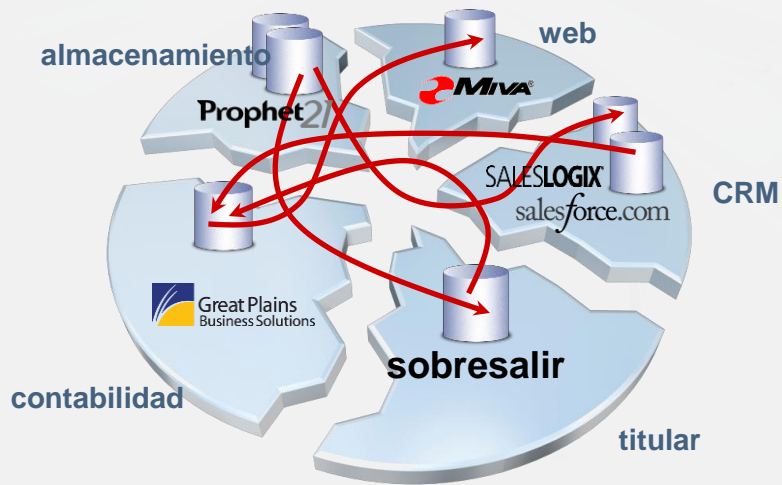 almacenamiento
web
Prophet 21
MIVA®
SALESLOGIX®
salesforce.com
CRM
Great Plains
Business Solutions
sobresalir
contabilidad
titular